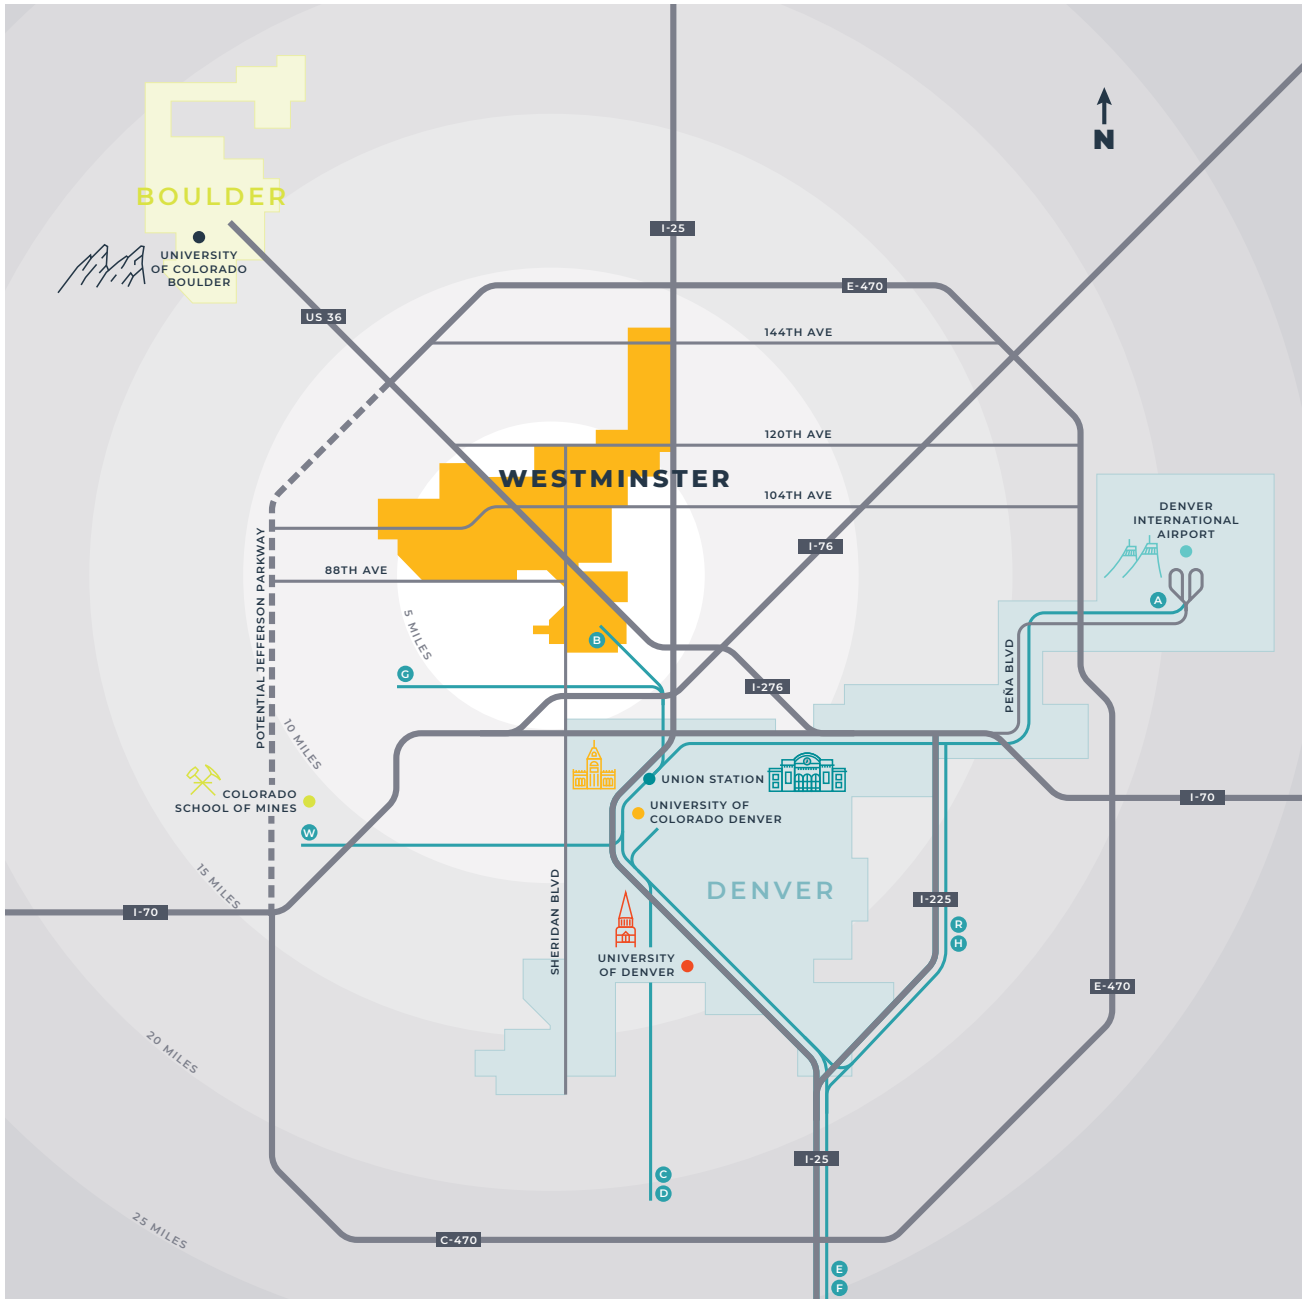 N
BOULDER
UNIVERSITY
OF COLORADO
BOULDER
I-25
E-470
US 36
144TH AVE
120TH AVE
WESTMINSTER
104TH AVE
DENVER
INTERNATIONAL
AIRPORT
I-76
88TH AVE
A
5 MILES
B
POTENTIAL JEFFERSON PARKWAY
G
PEÑA BLVD
I-276
10 MILES
UNION STATION
COLORADO
SCHOOL OF MINES
UNIVERSITY OF
COLORADO DENVER
I-70
W
15 MILES
DENVER
I-225
I-70
SHERIDAN BLVD
R
H
UNIVERSITY
OF DENVER
E-470
20 MILES
I-25
C
D
25 MILES
C-470
E
F